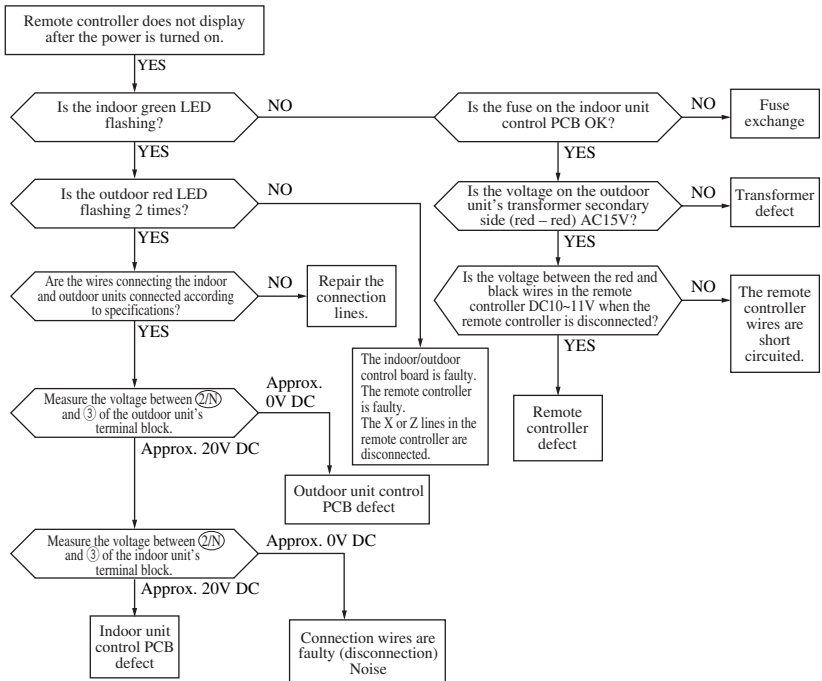 Remote controller does not display
after the power is turned on.
YES
Is the indoor green LED
flashing?
NO
Is the fuse on the indoor unit
control PCB OK?
NO
Fuse
exchange
YES
YES
Is the outdoor red LED
flashing 2 times?
NO
Is the voltage on the outdoor
unit's transformer secondary
side (red – red) AC15V?
NO
Transformer
defect
YES
YES
Are the wires connecting the indoor
and outdoor units connected according
to specifications?
NO
Repair the
connection
lines.
Is the voltage between the red and
black wires in the remote
controller DC10~11V when the
remote controller is disconnected?
NO
The remote
controller
wires are
short
circuited.
YES
YES
The indoor/outdoor
control board is faulty.
The remote controller
is faulty.
The X or Z lines in the
remote controller are
disconnected.
Remote
controller
defect
Measure the voltage between 2/N
and ③ of the outdoor unit's
terminal block.
Approx.
0V DC
Approx. 20V DC
Outdoor unit control
PCB defect
Measure the voltage between 2/N
and ③ of the indoor unit's
terminal block.
Approx. 0V DC
Approx. 20V DC
Indoor unit
control PCB
defect
Connection wires are
faulty (disconnection)
Noise